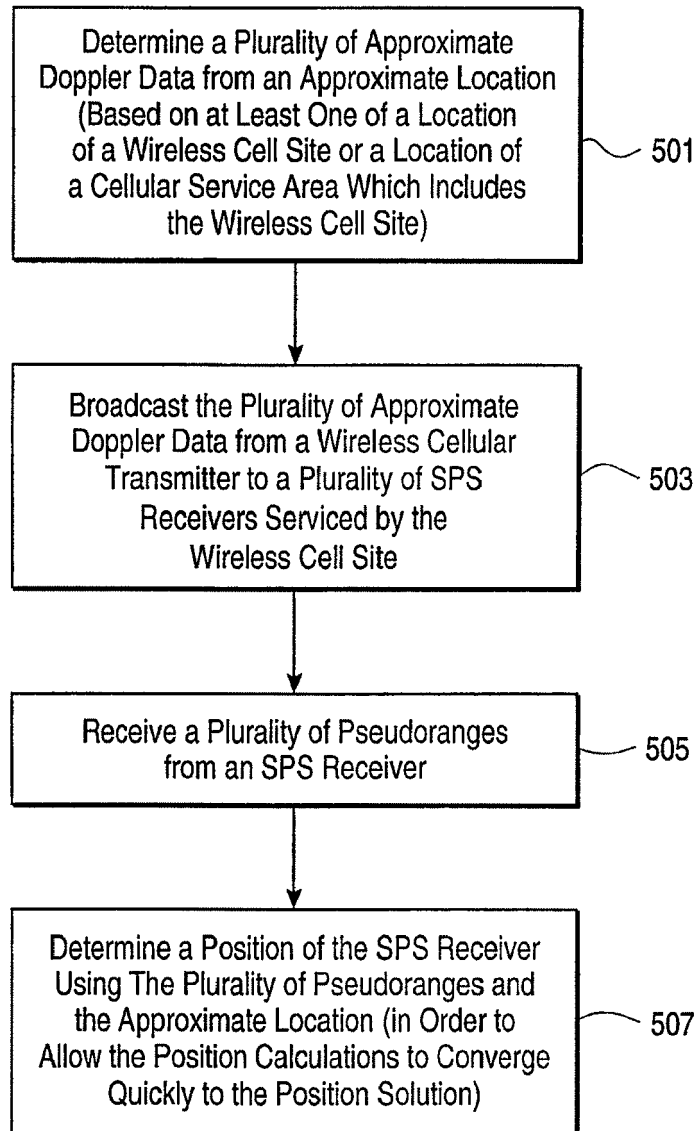 Determine a Plurality of Approximate
Doppler Data from an Approximate Location
(Based on at Least One of a Location
of a Wireless Cell Site or a Location of
a Cellular Service Area Which Includes
the Wireless Cell Site)
501
Broadcast the Plurality of Approximate
Doppler Data from a Wireless Cellular
Transmitter to a Plurality of SPS
Receivers Serviced by the
Wireless Cell Site
503
Receive a Plurality of Pseudoranges
from an SPS Receiver
505
Determine a Position of the SPS Receiver
Using The Plurality of Pseudoranges and
the Approximate Location (in Order to
Allow the Position Calculations to Converge
Quickly to the Position Solution)
507